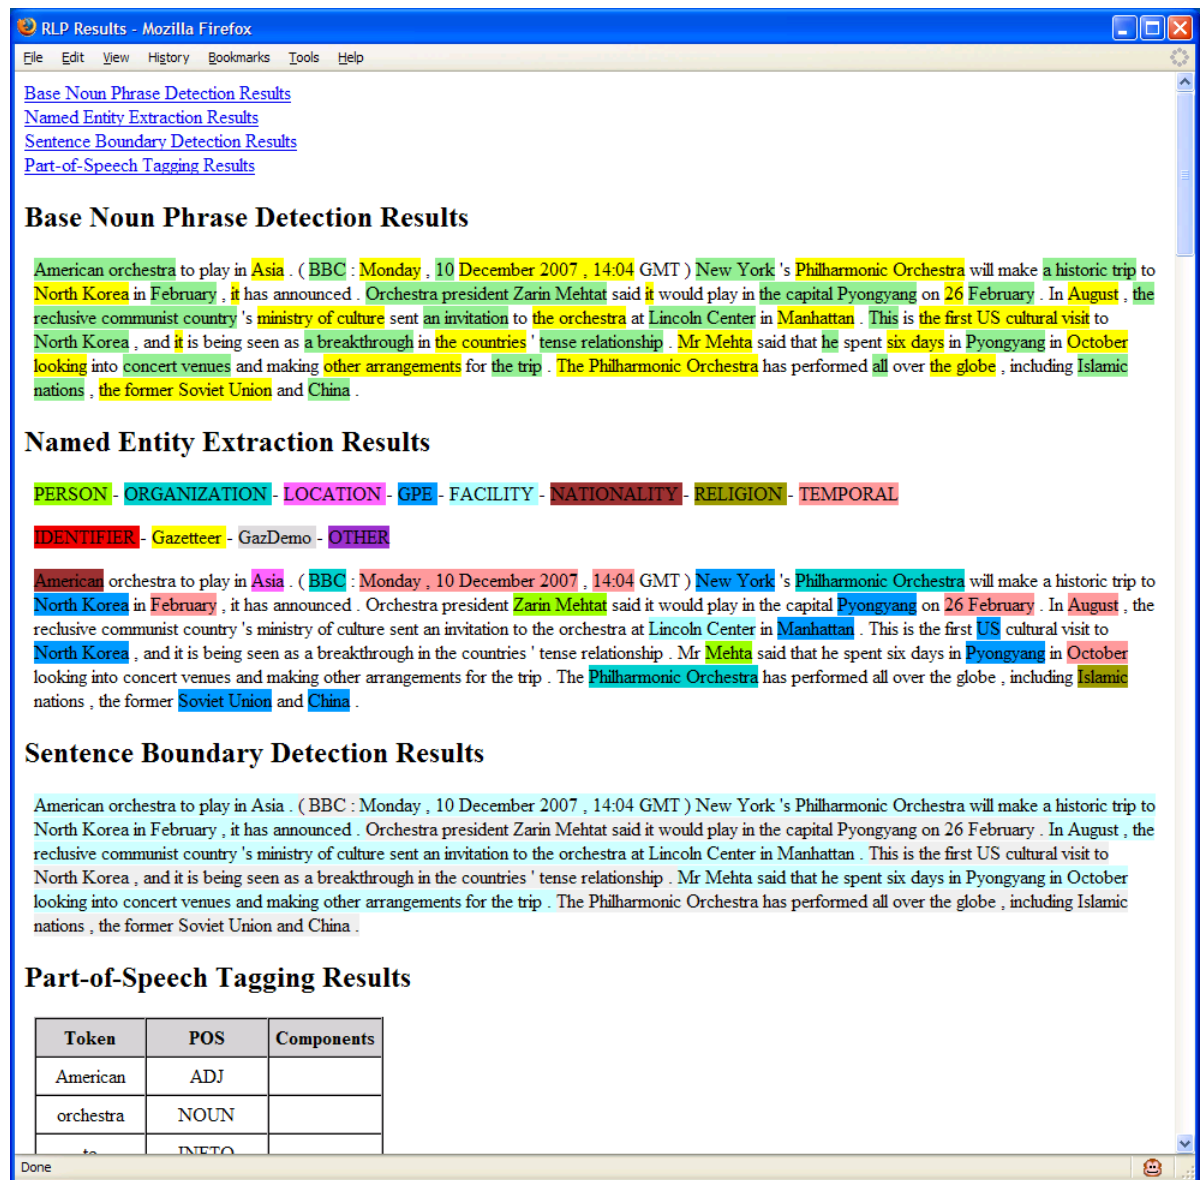 RLP Results - Mozilla Firefox
File Edit View History Bookmarks Tools Help
Base Noun Phrase Detection Results
Named Entity Extraction Results
Sentence Boundary Detection Results
Part-of-Speech Tagging Results
Base Noun Phrase Detection Results
American orchestra to play in Asia . ( BBC : Monday , 10 December 2007 , 14:04 GMT ) New York 's Philharmonic Orchestra will make a historic trip to
North Korea in February , it has announced . Orchestra president Zarin Mehtat said it would play in the capital Pyongyang on 26 February . In August , the
reclusive communist country 's ministry of culture sent an invitation to the orchestra at Lincoln Center in Manhattan . This is the first US cultural visit to
North Korea , and it is being seen as a breakthrough in the countries ' tense relationship . Mr Mehta said that he spent six days in Pyongyang in October
looking into concert venues and making other arrangements for the trip . The Philharmonic Orchestra has performed all over the globe , including Islamic
nations , the former Soviet Union and China .
Named Entity Extraction Results
PERSON - ORGANIZATION - LOCATION - GPE - FACILITY - NATIONALITY - RELIGION - TEMPORAL
IDENTIFIER - Gazetteer - GazDemo - OTHER
American orchestra to play in Asia . ( BBC : Monday , 10 December 2007 , 14:04 GMT ) New York 's Philharmonic Orchestra will make a historic trip to
North Korea in February , it has announced . Orchestra president Zarin Mehtat said it would play in the capital Pyongyang on 26 February . In August , the
reclusive communist country 's ministry of culture sent an invitation to the orchestra at Lincoln Center in Manhattan . This is the first US cultural visit to
North Korea , and it is being seen as a breakthrough in the countries ' tense relationship . Mr Mehta said that he spent six days in Pyongyang in October
looking into concert venues and making other arrangements for the trip . The Philharmonic Orchestra has performed all over the globe , including Islamic
nations , the former Soviet Union and China .
Sentence Boundary Detection Results
American orchestra to play in Asia . ( BBC : Monday , 10 December 2007 , 14:04 GMT ) New York 's Philharmonic Orchestra will make a historic trip to
North Korea in February , it has announced . Orchestra president Zarin Mehtat said it would play in the capital Pyongyang on 26 February . In August , the
reclusive communist country 's ministry of culture sent an invitation to the orchestra at Lincoln Center in Manhattan . This is the first US cultural visit to
North Korea , and it is being seen as a breakthrough in the countries ' tense relationship . Mr Mehta said that he spent six days in Pyongyang in October
looking into concert venues and making other arrangements for the trip . The Philharmonic Orchestra has performed all over the globe , including Islamic
nations , the former Soviet Union and China .
Part-of-Speech Tagging Results
Token POS Components
American ADJ
orchestra NOUN
Done